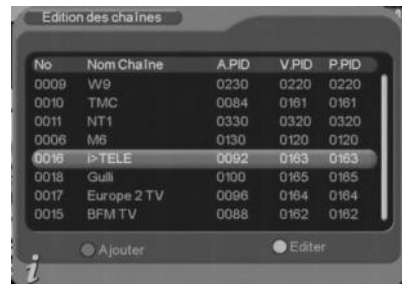 Edition des chaînes
No Nom Chaîne A.PID V.PID P.PID
0009 W9 0230 0220 0220
0010 TMC 0084 0161 0161
0011 NT1 0330 0320 0320
0006 M6 0130 0120 0120
0016 i>TELE 0092 0163 0163
0018 Gulli 0100 0165 0165
0017 Europe 2 TV 0096 0164 0164
0015 BFM TV 0088 0162 0162
i Ajouter Editer